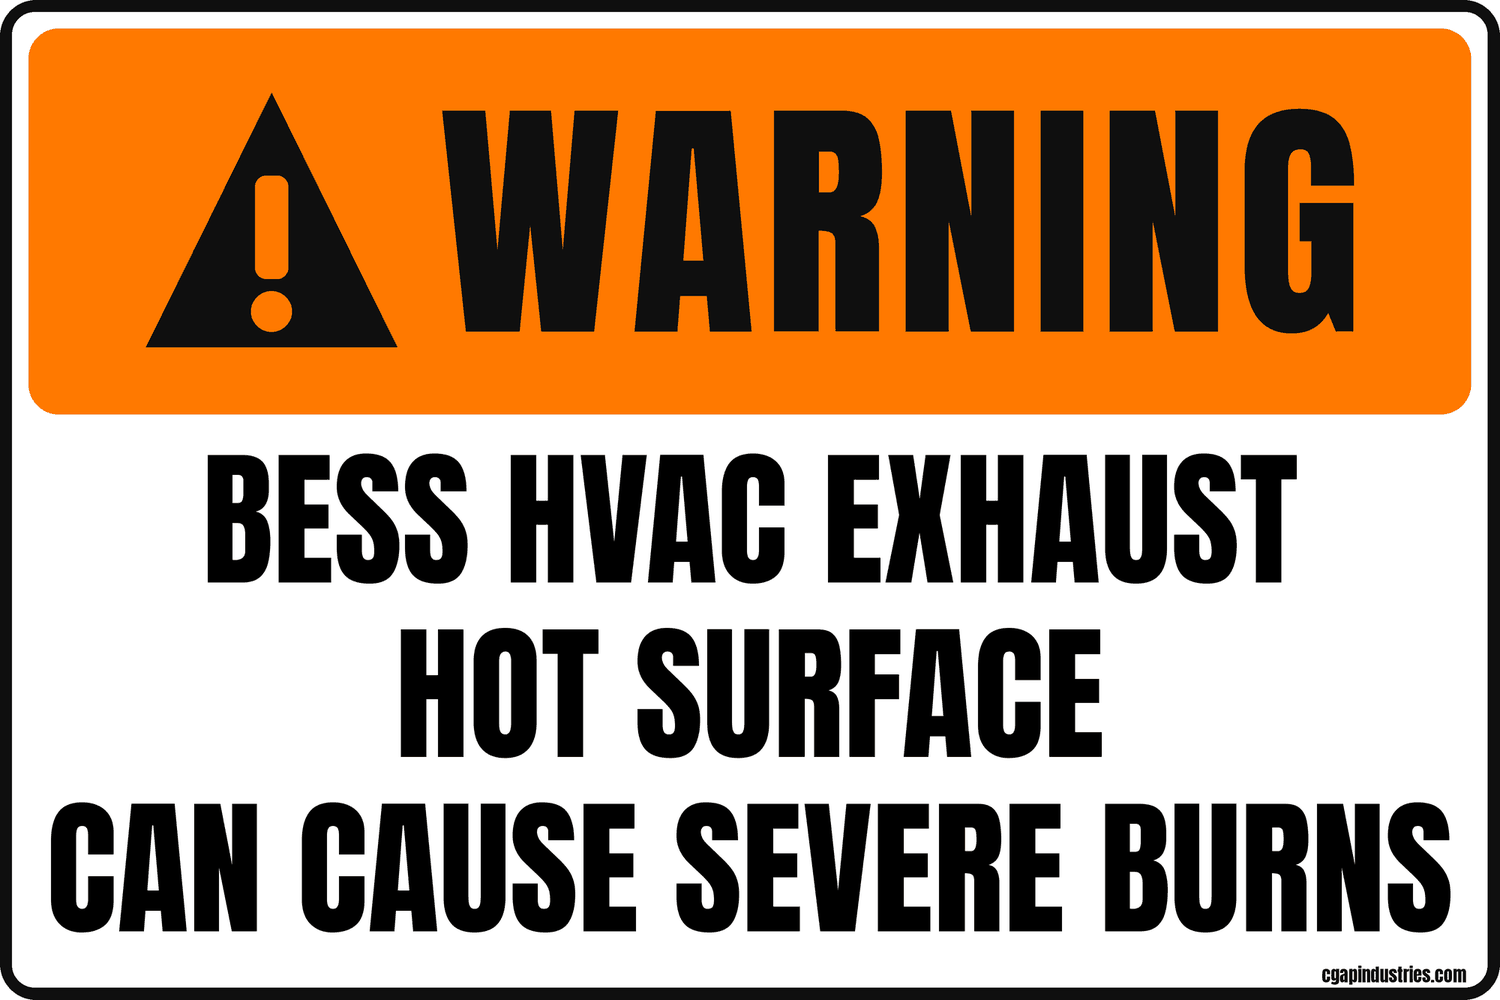 WARNING
BESS HVAC EXHAUST
HOT SURFACE
CAN CAUSE SEVERE BURNS
cgapindustries.com